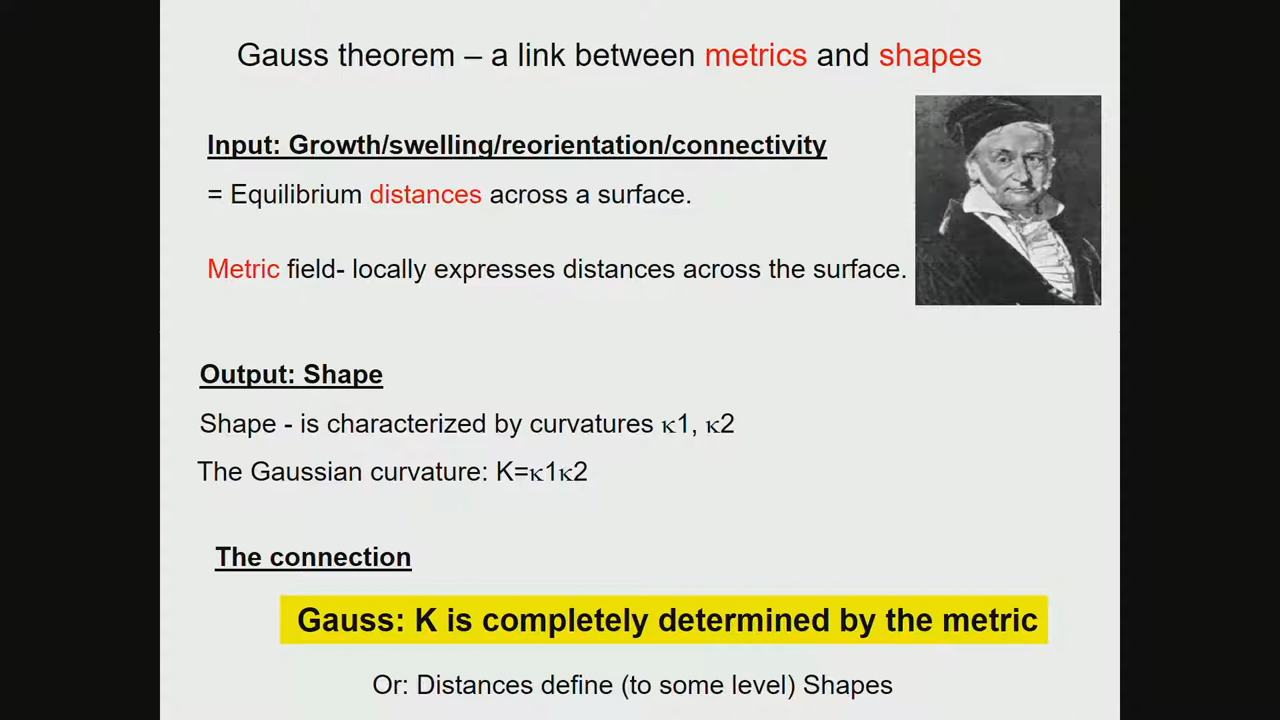 Gauss theorem – a link between metrics and shapes
Input: Growth/swelling/reorientation/connectivity
= Equilibrium distances across a surface.
Metric field- locally expresses distances across the surface.
Output: Shape
Shape - is characterized by curvatures κ1, κ2
The Gaussian curvature: K=κ1κ2
The connection
Gauss: K is completely determined by the metric
Or: Distances define (to some level) Shapes